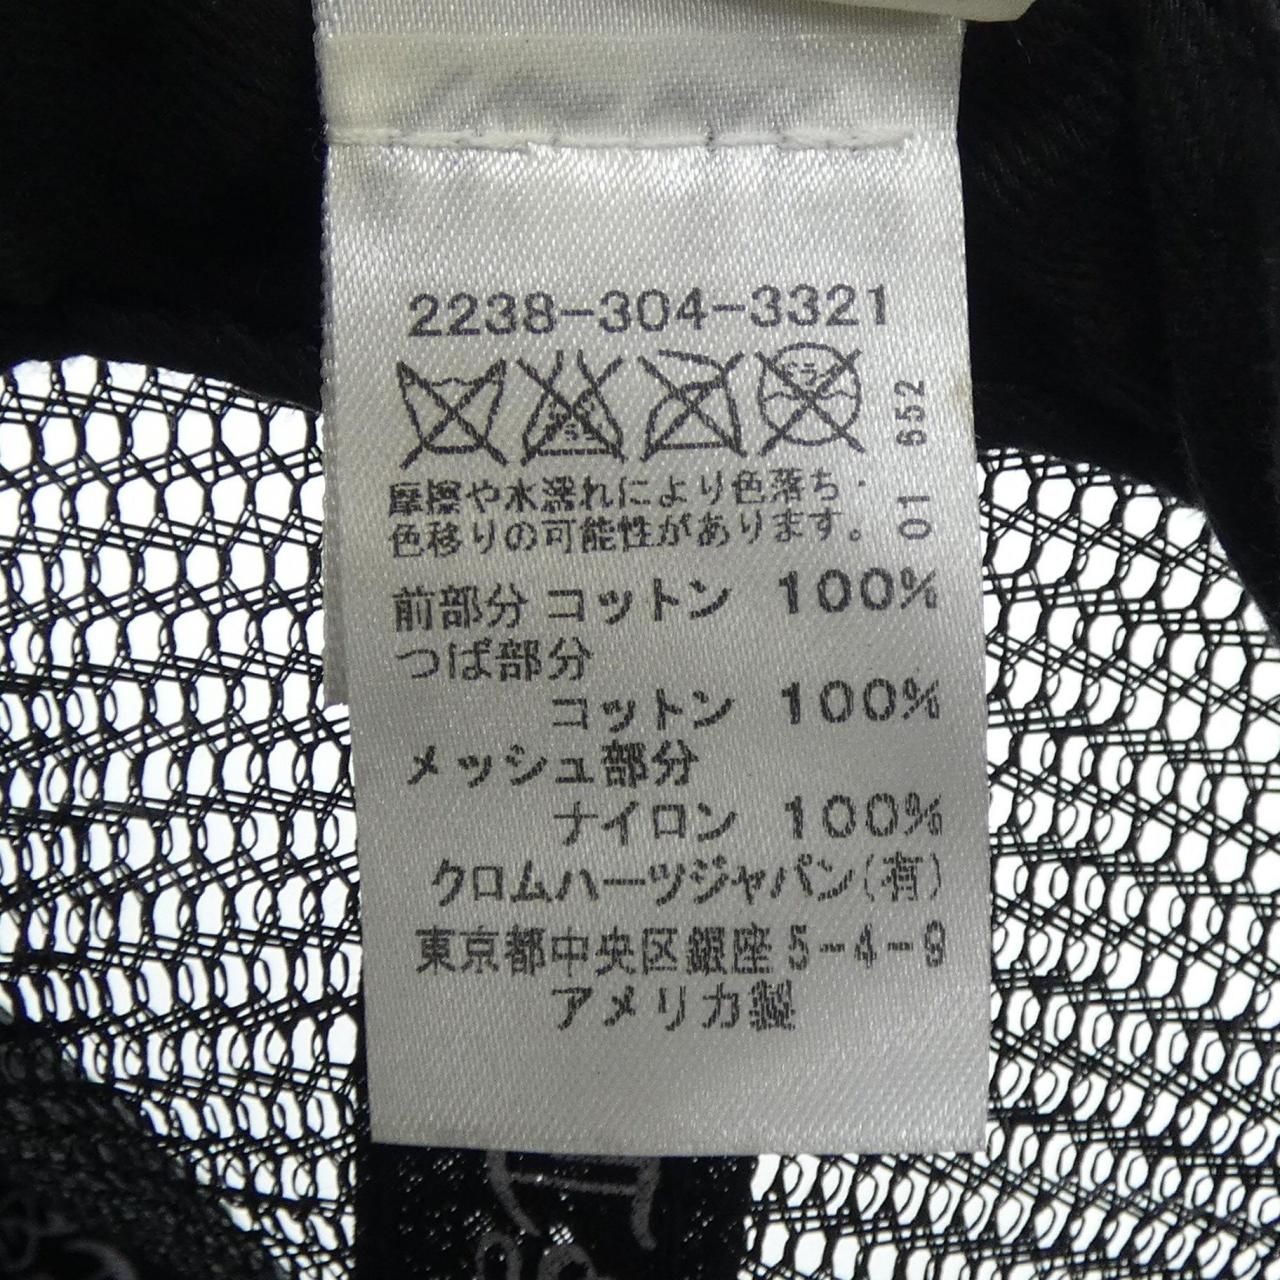 2238-304-3321
摩擦や水濡れにより色落ち・
色移りの可能性があります。
01 552
前部分 コットン 100%
つば部分
コットン 100%
メッシュ部分
ナイロン 100%
クロムハーツジャパン(有)
東京都中央区銀座5-4-9
アメリカ製